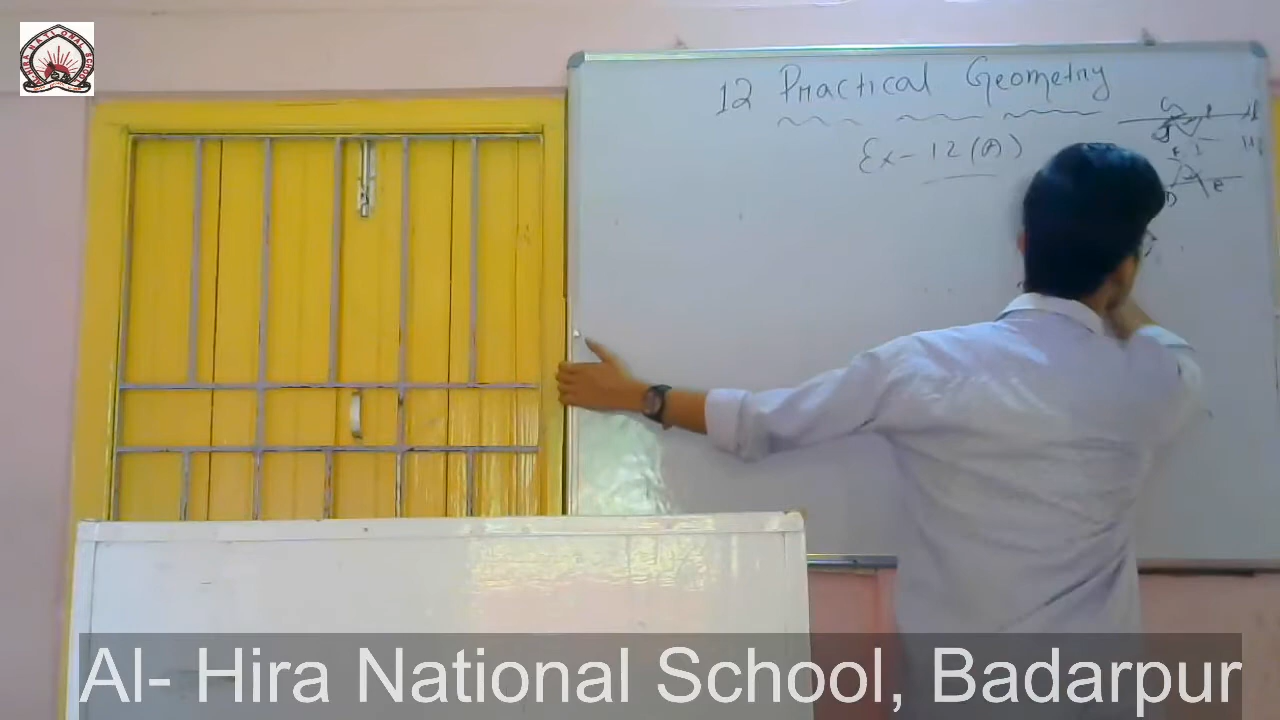 12 Practical Geometry
Ex- 12 (A)
G
H
D
E
Al- Hira National School, Badarpur